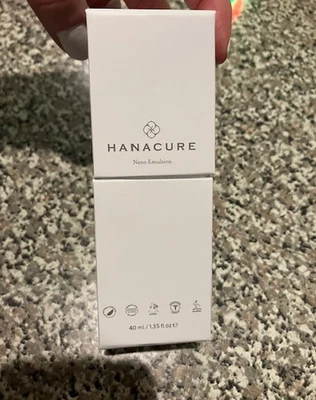 HANACURE
Nano Emulsion
40 mL / 1.35 fl oz ℮